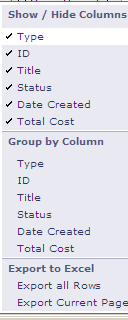 Show / Hide Columns
Type
ID
Title
Status
Date Created
Total Cost
Group by Column
Type
ID
Title
Status
Date Created
Total Cost
Export to Excel
Export all Rows
Export Current Page